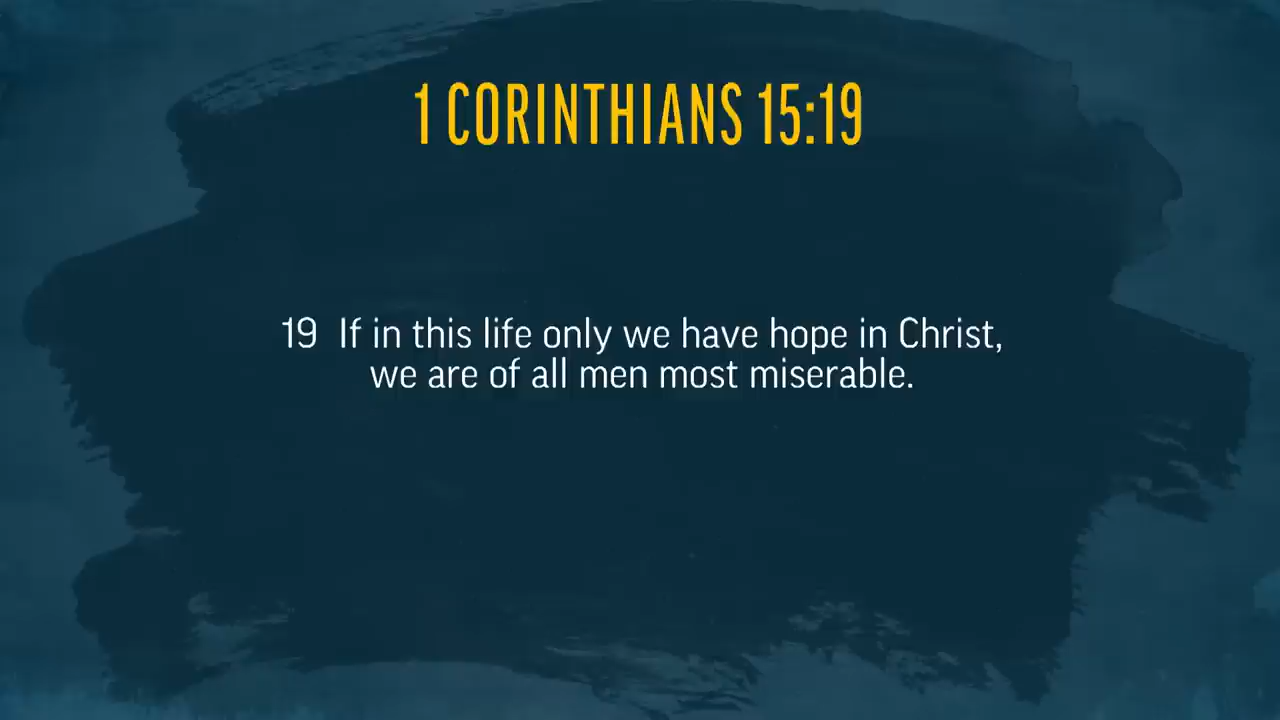 1 CORINTHIANS 15:19
19 If in this life only we have hope in Christ,
we are of all men most miserable.